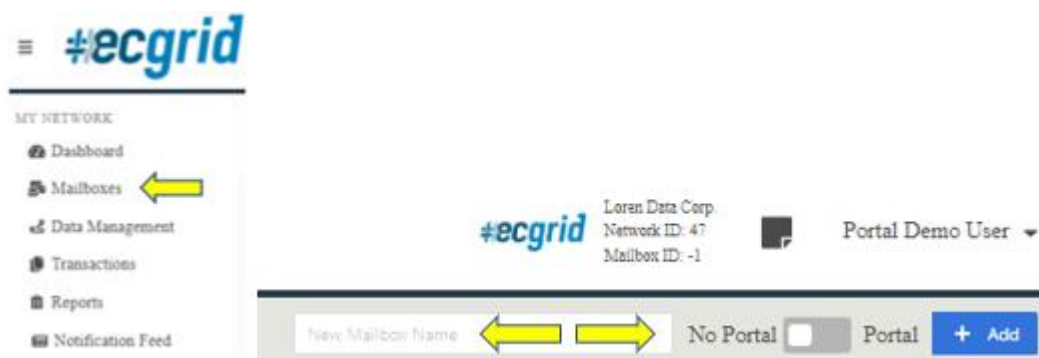 #ecgrid
MY NETWORK
Dashboard
Mailboxes
Data Management
Transactions
Reports
Notification Feed
#ecgrid
Loren Data Corp.
Network ID: 47
Mailbox ID: -1
Portal Demo User
New Mailbox Name
No Portal
Portal
+ Add